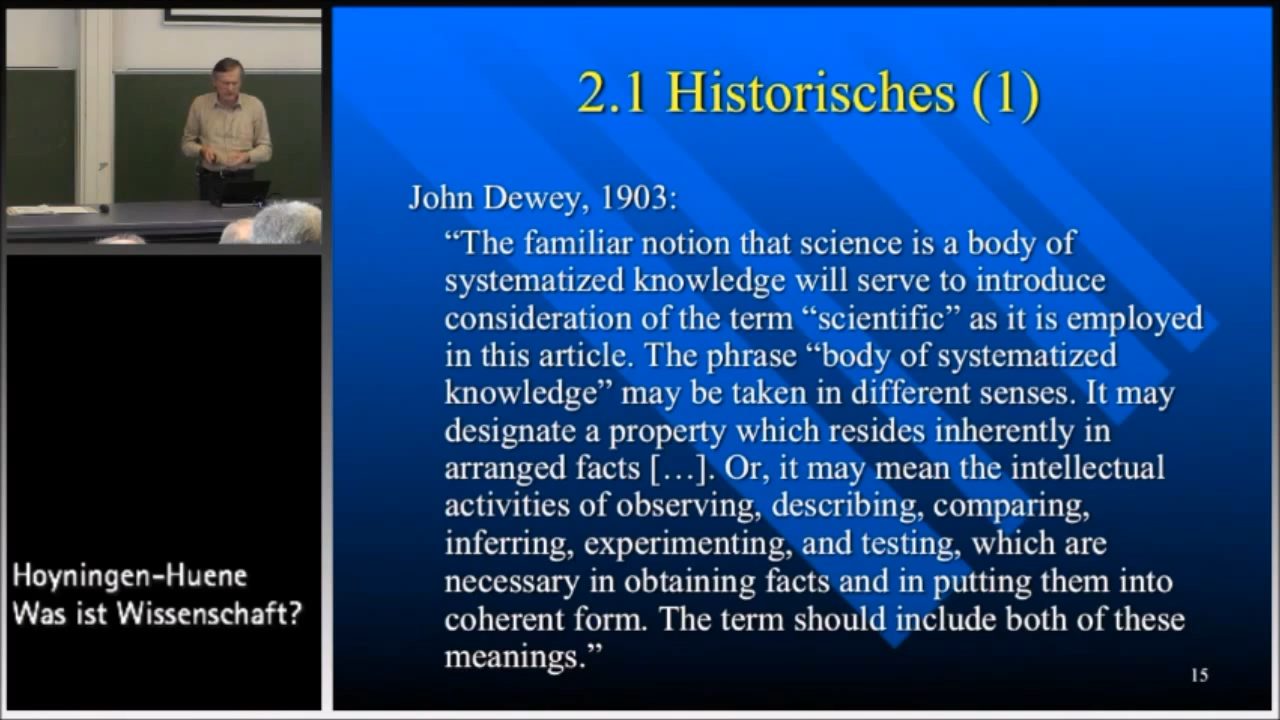 2.1 Historisches (1)
John Dewey, 1903:
“The familiar notion that science is a body of
systematized knowledge will serve to introduce
consideration of the term “scientific” as it is employed
in this article. The phrase “body of systematized
knowledge” may be taken in different senses. It may
designate a property which resides inherently in
arranged facts […]. Or, it may mean the intellectual
activities of observing, describing, comparing,
inferring, experimenting, and testing, which are
necessary in obtaining facts and in putting them into
coherent form. The term should include both of these
meanings.”
15
Hoyningen-Huene
Was ist Wissenschaft?